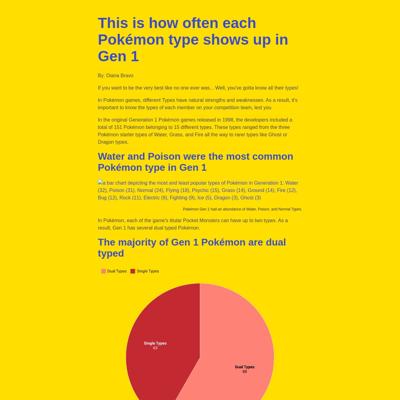 This is how often each
Pokémon type shows up in
Gen 1
By: Oiana Bravo
If you want to be the very best like no one ever was... Well, you've gotta know all their types!
In Pokémon games, different Types have natural strengths and weaknesses. As a result, it's
important to know the types of each member on your competition team, lest you
In the original Generation 1 Pokémon games released in 1998, the developers included a
total of 151 Pokémon belonging to 15 different types. These types ranged from the three
Pokémon starter types of Water, Grass, and Fire all the way to rarer types like Ghost or
Dragon types.
Water and Poison were the most common
Pokémon type in Gen 1
a bar chart depicting the most and least popular types of Pokémon in Generation 1: Water
(32), Poison (31), Normal (24), Flying (18), Psychic (15), Grass (14), Ground (14), Fire (12),
Bug (12), Rock (11), Electric (9), Fighting (9), Ice (5), Dragon (3), Ghost (3)
Pokémon Gen 1 had an abundance of Water, Poison, and Normal Types
In Pokémon, each of the game's titular Pocket Monsters can have up to two types. As a
result, Gen 1 has several dual typed Pokémon.
The majority of Gen 1 Pokémon are dual
typed
Dual Types Single Types
Single Types
63
Dual Types
88